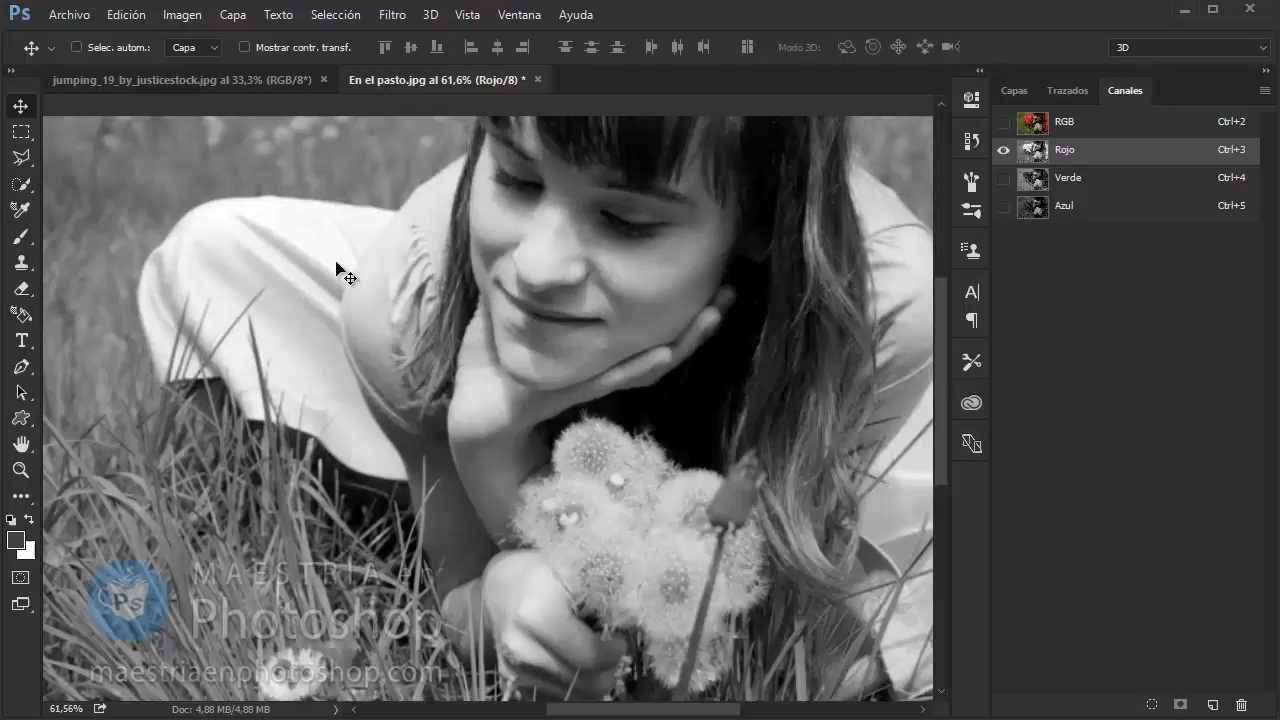 Ps Archivo Edición Imagen Capa Texto Selección Filtro 3D Vista Ventana Ayuda
Selec. autom.: Capa Mostrar contr. transf. Modo 3D: 3D
jumping_19_by_justicestock.jpg al 33,3% (RGB/8*) × En el pasto.jpg al 61,6% (Rojo/8) * ×
Capas Trazados Canales
RGB Ctrl+2
Rojo Ctrl+3
Verde Ctrl+4
Azul Ctrl+5
MAESTRIA en
Ps Photoshop
maestriaenphotoshop.com
61,56% Doc: 4,88 MB/4,88 MB